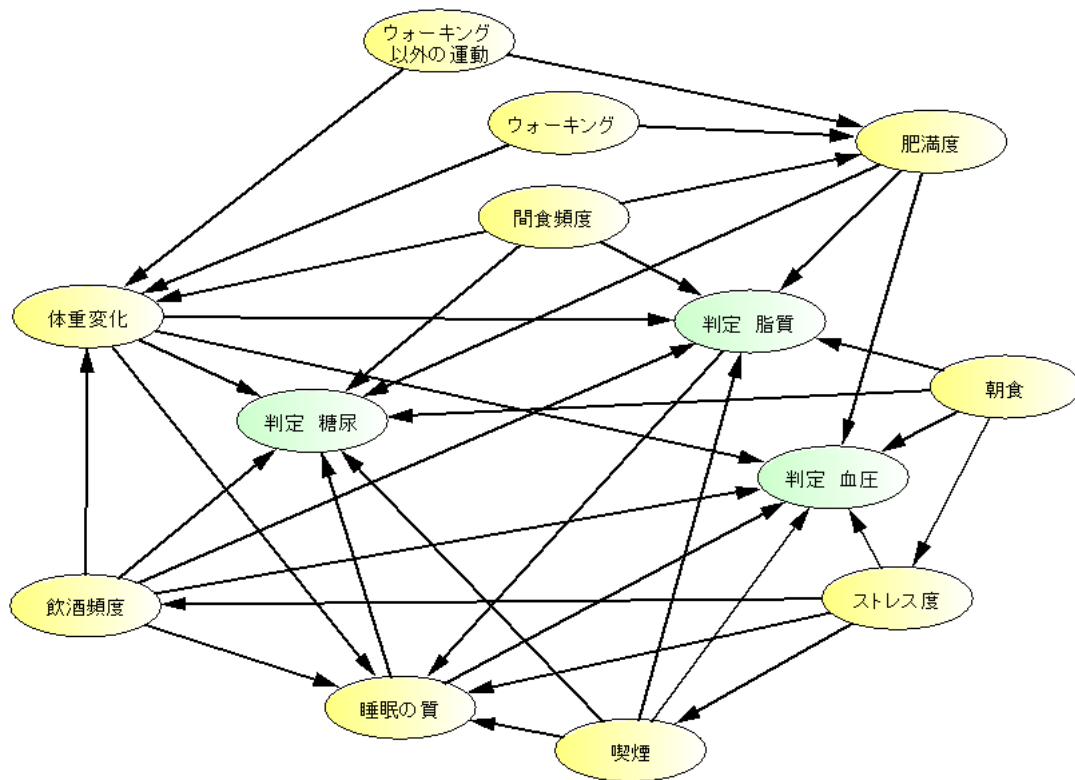 ウォーキング
以外の運動
ウォーキング
肥満度
間食頻度
体重変化
判定 脂質
朝食
判定 糖尿
判定 血圧
飲酒頻度
ストレス度
睡眠の質
喫煙